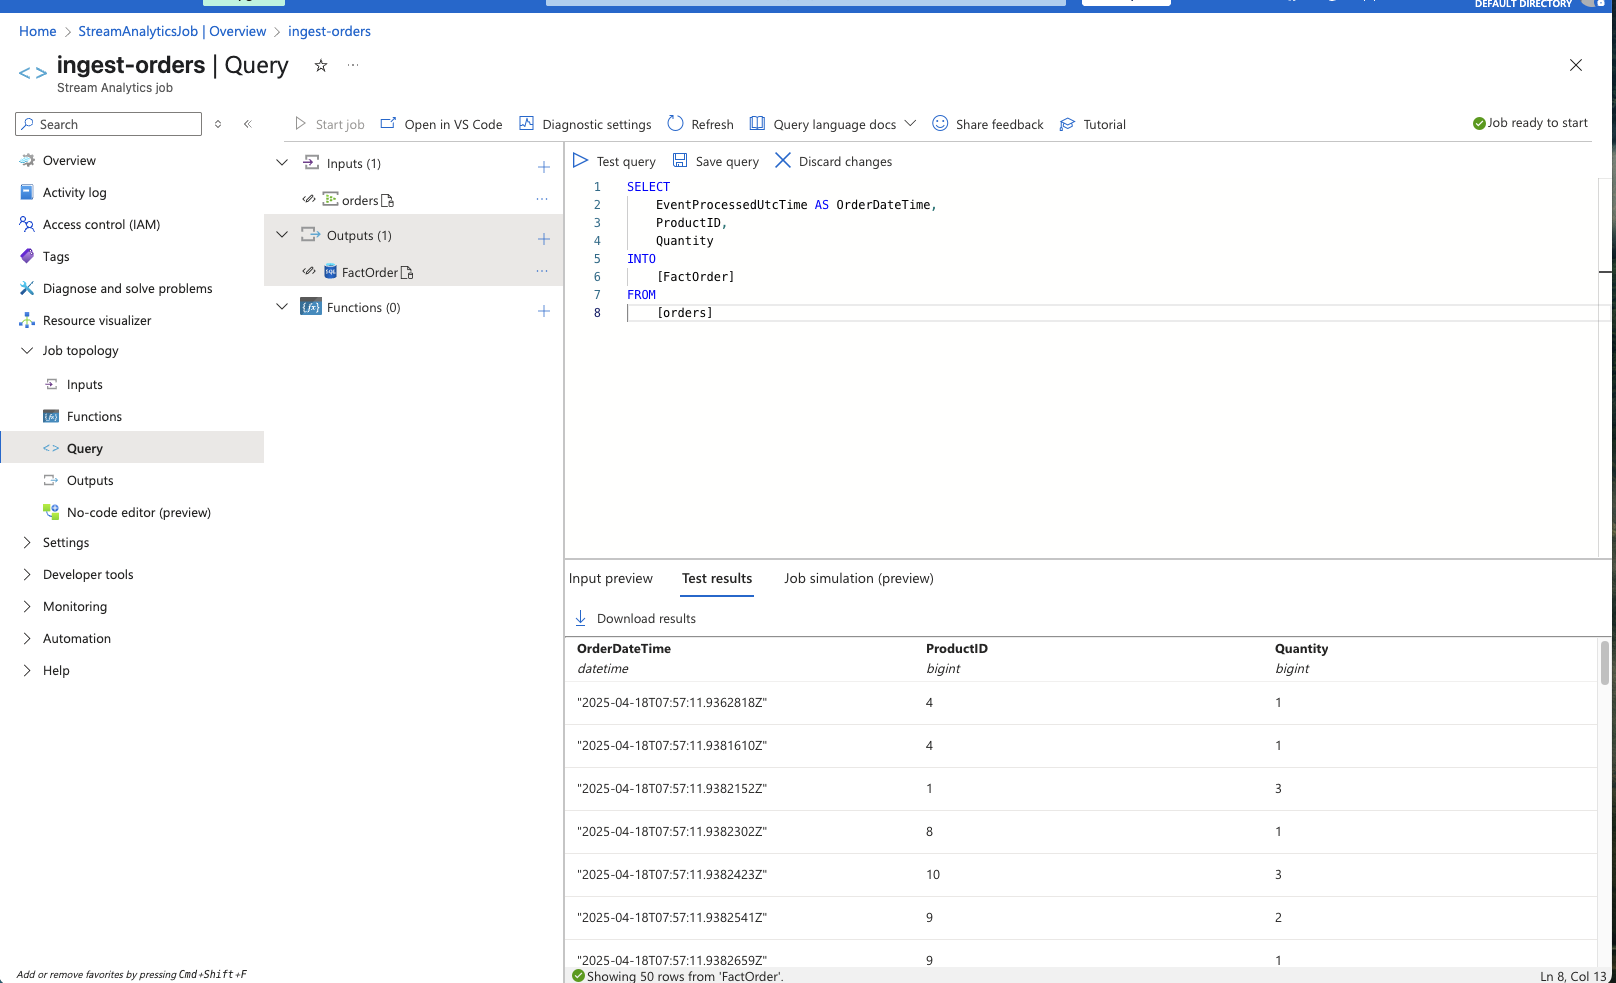 DEFAULT DIRECTORY
Home > StreamAnalyticsJob | Overview > ingest-orders
ingest-orders | Query
Stream Analytics job
Search
Start job
Open in VS Code
Diagnostic settings
Refresh
Query language docs
Share feedback
Tutorial
Job ready to start
Overview
Activity log
Access control (IAM)
Tags
Diagnose and solve problems
Resource visualizer
Job topology
Inputs
Functions
Query
Outputs
No-code editor (preview)
Settings
Developer tools
Monitoring
Automation
Help
Add or remove favorites by pressing Cmd+Shift+F
Inputs (1)
orders
Outputs (1)
FactOrder
Functions (0)
Test query
Save query
Discard changes
1 SELECT
2 EventProcessedUtcTime AS OrderDateTime,
3 ProductID,
4 Quantity
5 INTO
6 [FactOrder]
7 FROM
8 [orders]
Input preview
Test results
Job simulation (preview)
Download results
OrderDateTime ProductID Quantity
datetime bigint bigint
"2025-04-18T07:57:11.9362818Z" 4 1
"2025-04-18T07:57:11.9381610Z" 4 1
"2025-04-18T07:57:11.9382152Z" 1 3
"2025-04-18T07:57:11.9382302Z" 8 1
"2025-04-18T07:57:11.9382423Z" 10 3
"2025-04-18T07:57:11.9382541Z" 9 2
"2025-04-18T07:57:11.9382659Z" 9 1
Showing 50 rows from 'FactOrder'.
Ln 8, Col 13